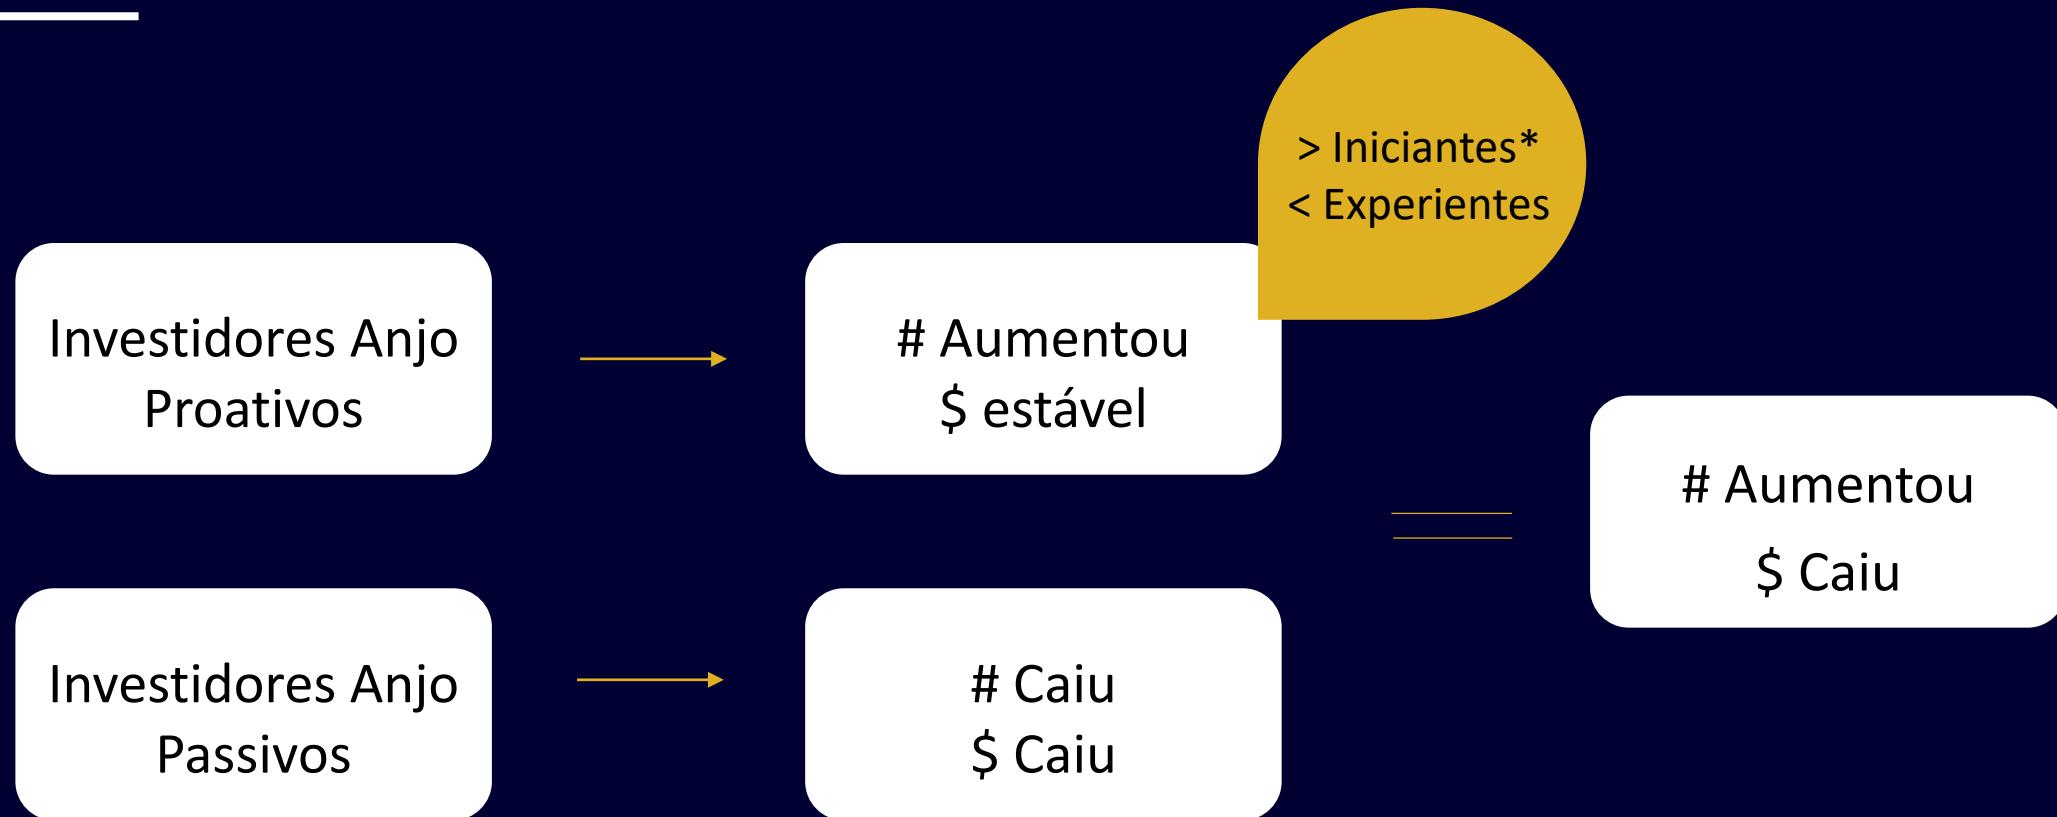 > Iniciantes*
< Experientes
Investidores Anjo
Proativos
# Aumentou
$ estável
# Aumentou
$ Caiu
Investidores Anjo
Passivos
# Caiu
$ Caiu